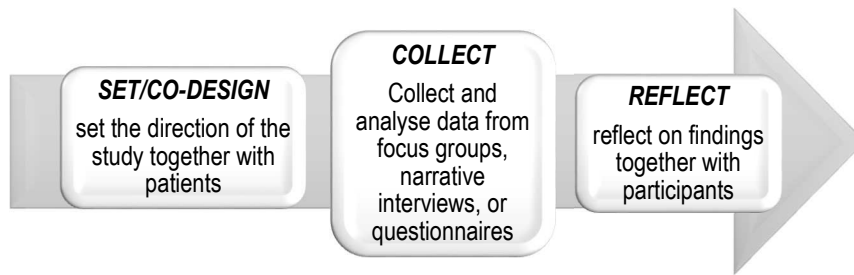 SET/CO-DESIGN
set the direction of the
study together with
patients
COLLECT
Collect and
analyse data from
focus groups,
narrative
interviews, or
questionnaires
REFLECT
reflect on findings
together with
participants